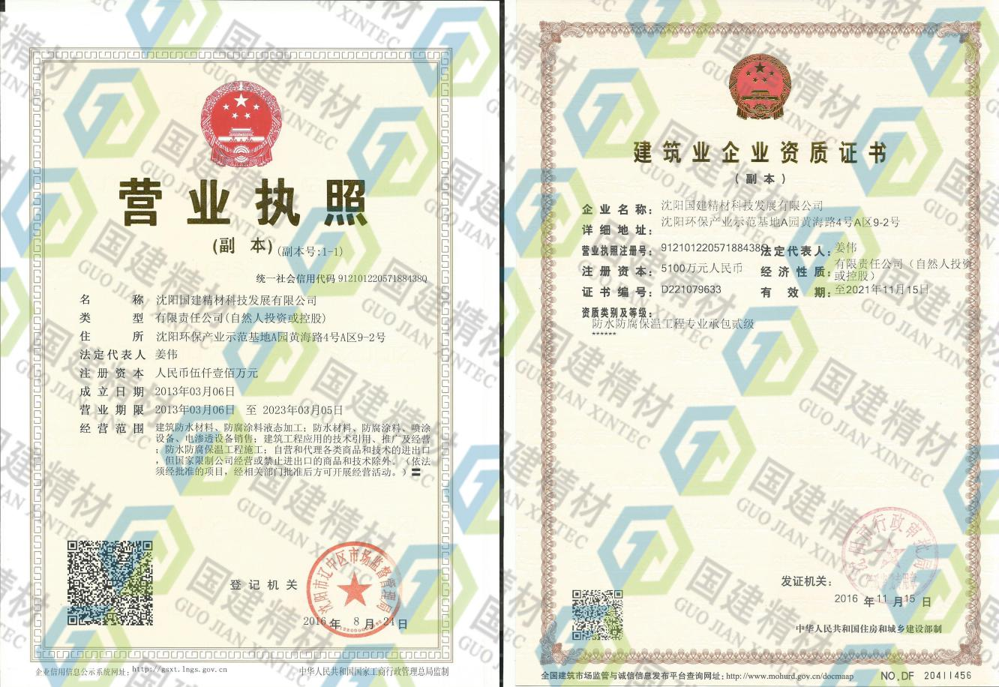 营业执照
(副 本) (副本号:1-1)
统一社会信用代码 91210122057188438Q
名 称 沈阳国建精材科技发展有限公司
类 型 有限责任公司(自然人投资或控股)
住 所 沈阳环保产业示范基地A园黄海路4号A区9-2号
法定代表人 姜伟
注册资本 人民币伍仟壹佰万元
成立日期 2013年03月06日
营业期限 2013年03月06日 至 2023年03月05日
经营范围 建筑防水材料、防腐涂料液态加工；防水材料、防腐涂料、喷涂
设备、电渗透设备销售；建筑工程应用的技术引用、推广及经营
；防水防腐保温工程施工；自营和代理各类商品和技术的进出口
，但国家限制公司经营或禁止进出口的商品和技术除外。（依法
须经批准的项目，经相关部门批准后方可开展经营活动。）
登记机关
沈阳市辽中区市场监督管理局
2016年 8月 24日
企业信用信息公示系统网址：http://gsxt.lngs.gov.cn
中华人民共和国国家工商行政管理总局监制
建筑业企业资质证书
(副本)
企业名称：沈阳国建精材科技发展有限公司
详细地址：沈阳环保产业示范基地A园黄海路4号A区9-2号
营业执照注册号：91210122057188438Q 法定代表人：姜伟
注册资本：5100万元人民币 经济性质：有限责任公司（自然人投资
或控股）
证书编号：D221079633 有效期：至2021年11月15日
资质类别及等级：
防水防腐保温工程专业承包贰级
******
沈阳市行政审批局
发证机关：
2016 年 11 月 15 日
中华人民共和国住房和城乡建设部制
全国建筑市场监管与诚信信息发布平台查询网址：http://www.mohurd.gov.cn/docmaap
NO.DF 20411456
国建精材
GUO JIAN XINTEC